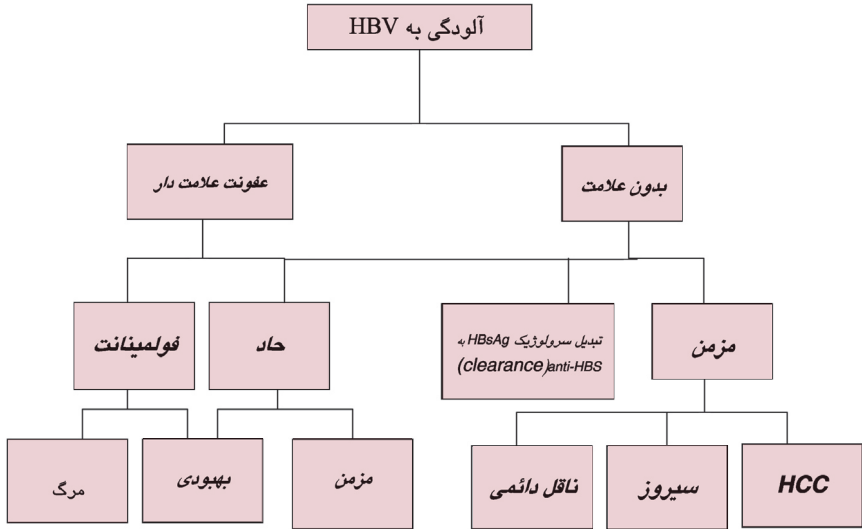 آلودگی به HBV
بدون علامت
عفونت علامت دار
مزمن
تبدیل سرولوژیک HBsAg به
anti-HBS(clearance)
حاد
فولمینانت
HCC
سیروز
ناقل دائمی
مزمن
بهبودی
مرگ